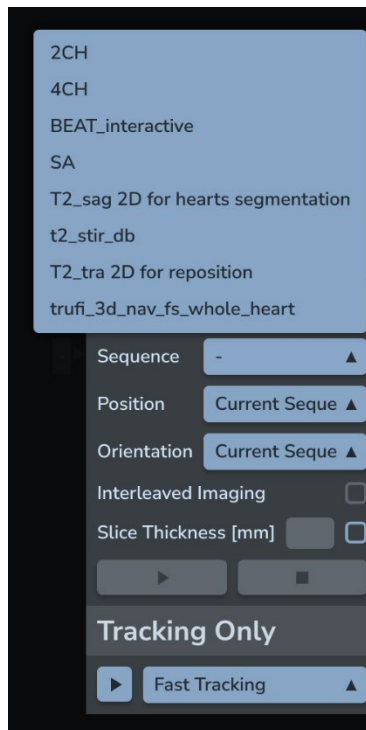 2CH
4CH
BEAT_interactive
SA
T2_sag 2D for hearts segmentation
t2_stir_db
T2_tra 2D for reposition
trufi_3d_nav_fs_whole_heart
Sequence -
Position Current Seque
Orientation Current Seque
Interleaved Imaging
Slice Thickness [mm]
Tracking Only
Fast Tracking